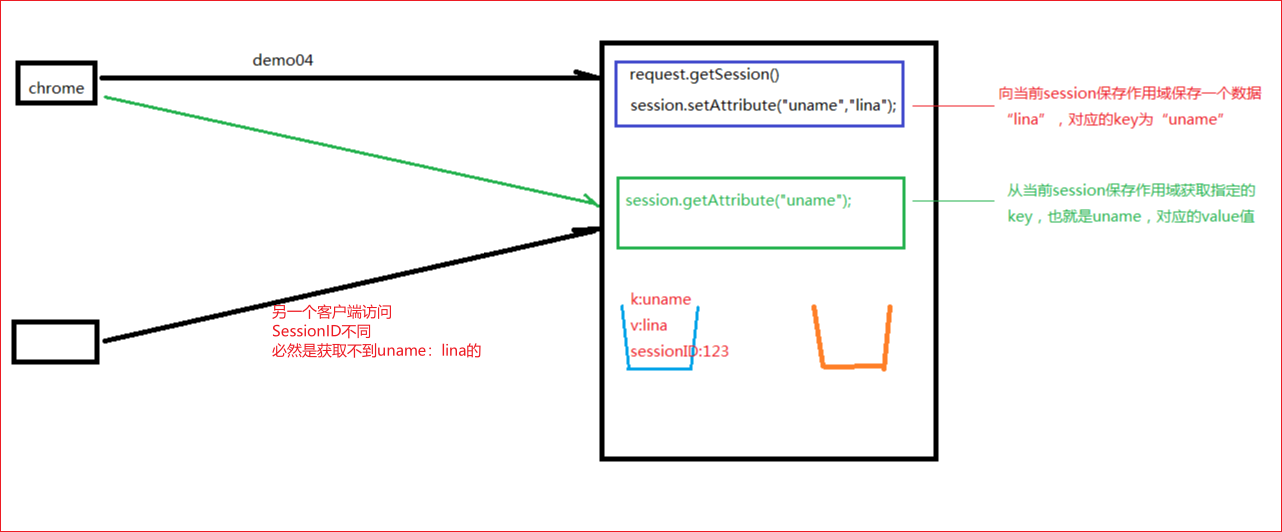 demo04
chrome
request.getSession()
session.setAttribute("uname","lina");
向当前session保存作用域保存一个数据
“lina”，对应的key为“uname”
session.getAttribute("uname");
从当前session保存作用域获取指定的
key，也就是uname，对应的value值
另一个客户端访问
SessionID不同
必然是获取不到uname：lina的
k:uname
v:lina
sessionID:123